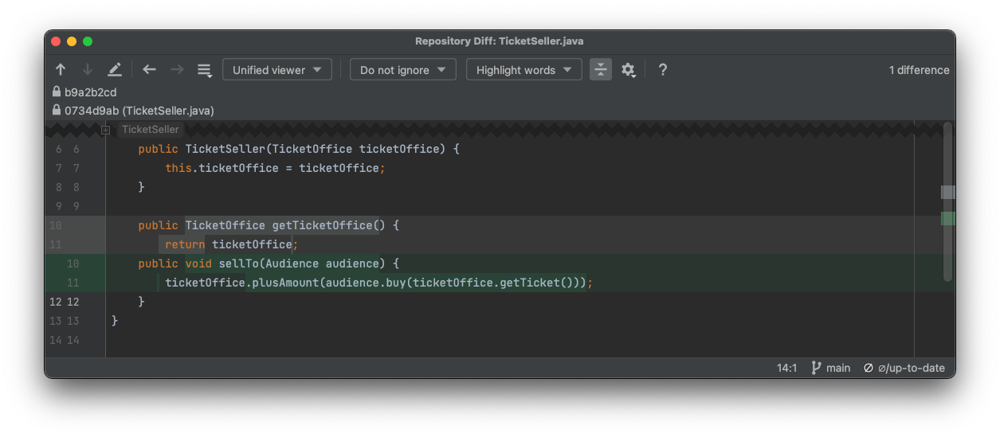 Repository Diff: TicketSeller.java
Unified viewer Do not ignore Highlight words ? 1 difference
b9a2b2cd
0734d9ab (TicketSeller.java)
TicketSeller
6 6 public TicketSeller(TicketOffice ticketOffice) {
7 7 this.ticketOffice = ticketOffice;
8 8 }
9 9
10 public TicketOffice getTicketOffice() {
11 return ticketOffice;
10 public void sellTo(Audience audience) {
11 ticketOffice.plusAmount(audience.buy(ticketOffice.getTicket()));
12 12 }
13 13 }
14 14
14:1 main ∅/up-to-date